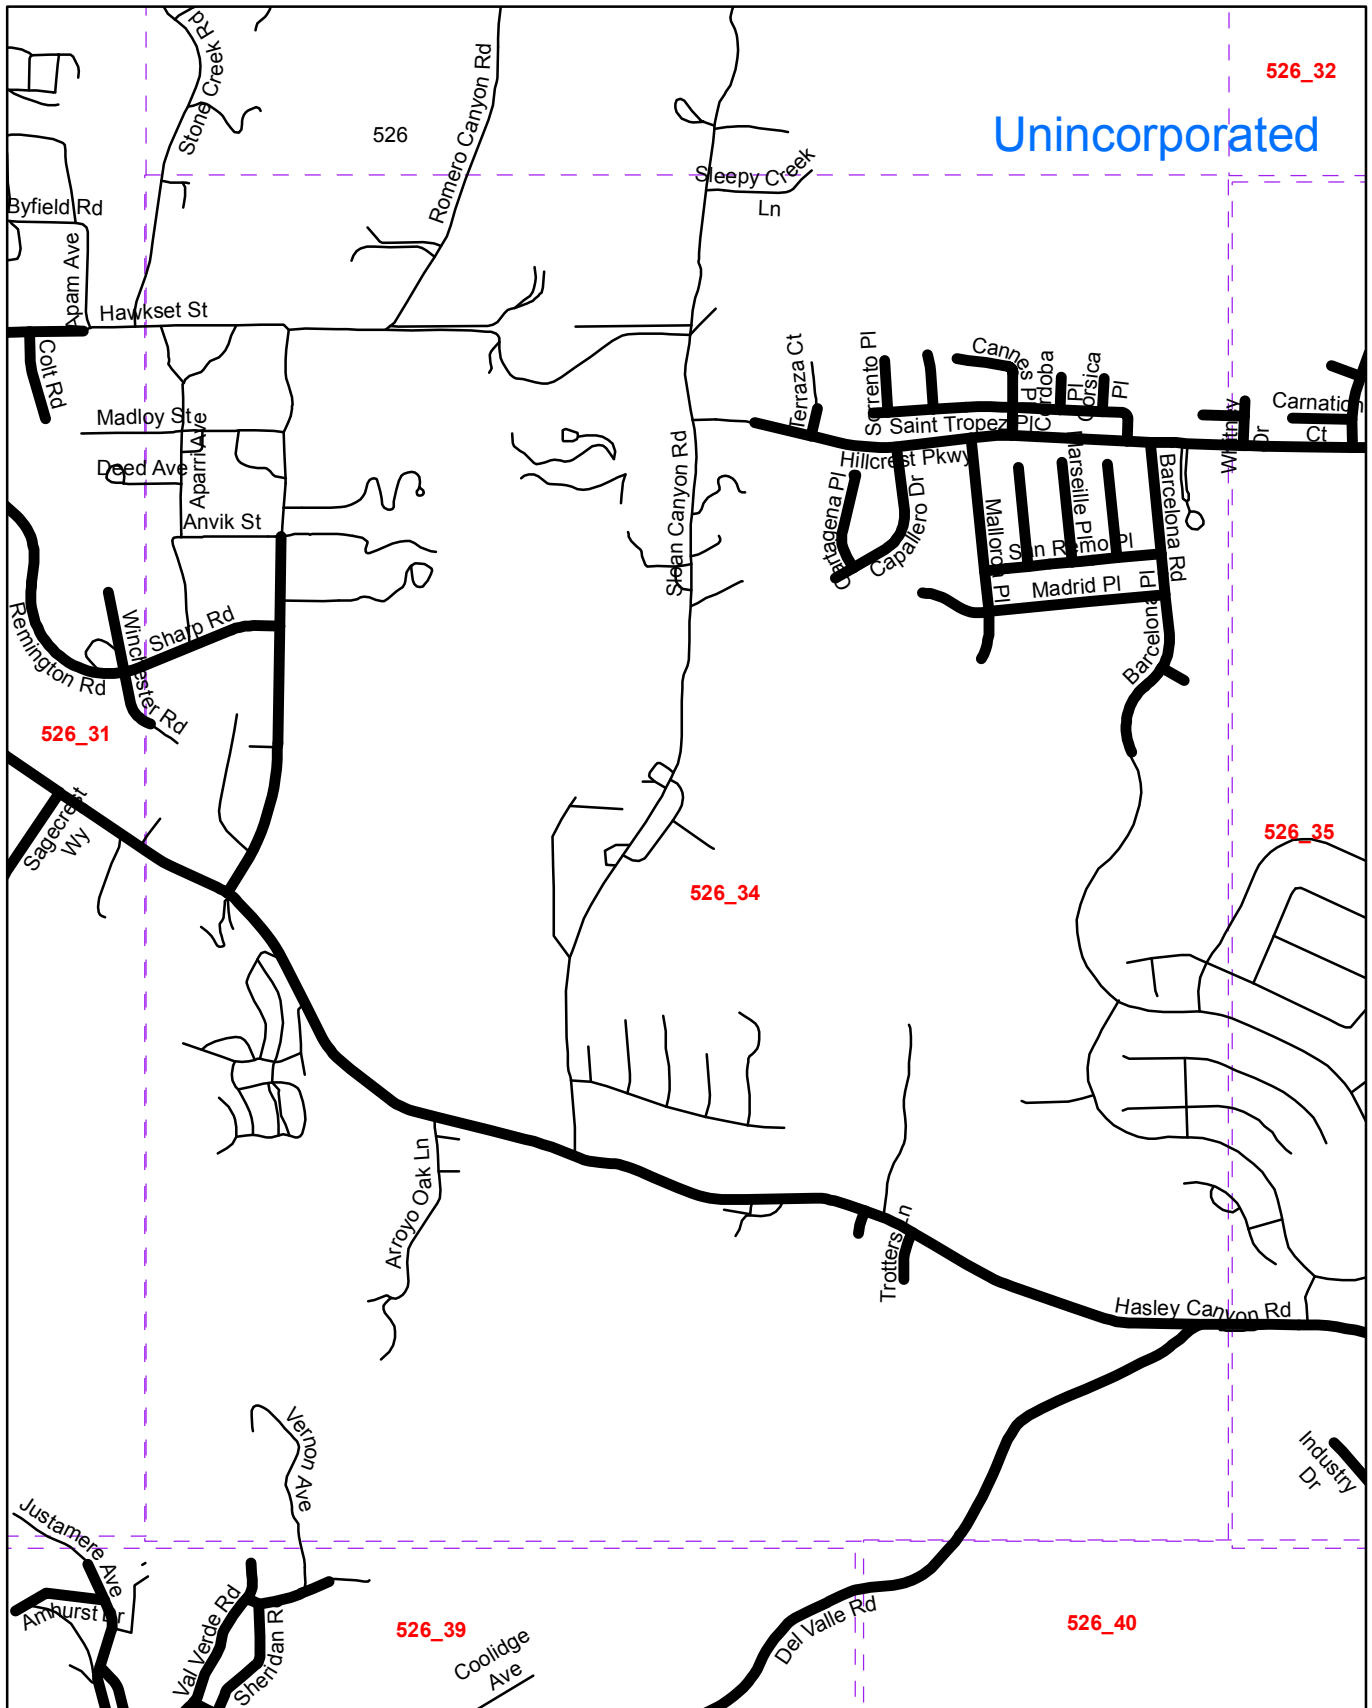 Stone Creek Rd
Romero Canyon Rd
526
526_32
Unincorporated
Sleepy Creek
Ln
Byfield Rd
Apam Ave
Hawkset St
Colt Rd
Madloy St
Deed Ave
Aparri Ave
Anvik St
Terraza Ct
Sorrento Pl
Cannes Pl
Cordoba
Pl
Corsica
Pl
Saint Tropez Pl
Hillcrest Pkwy
Whitney
Dr
Carnation
Ct
Sloan Canyon Rd
Cartagena Pl
Capallero Dr
Mallorca Pl
Marseille Pl
San Remo Pl
Madrid Pl
Barcelona Rd
Barcelona Pl
Remington Rd
Winchester Rd
Sharp Rd
526_31
Sagecrest
Wy
526_35
526_34
Arroyo Oak Ln
Trotters Ln
Hasley Canyon Rd
Vernon Ave
Industry
Dr
Justamere Ave
Amhurst Dr
Val Verde Rd
Sheridan R
526_39
Coolidge
Ave
Del Valle Rd
526_40